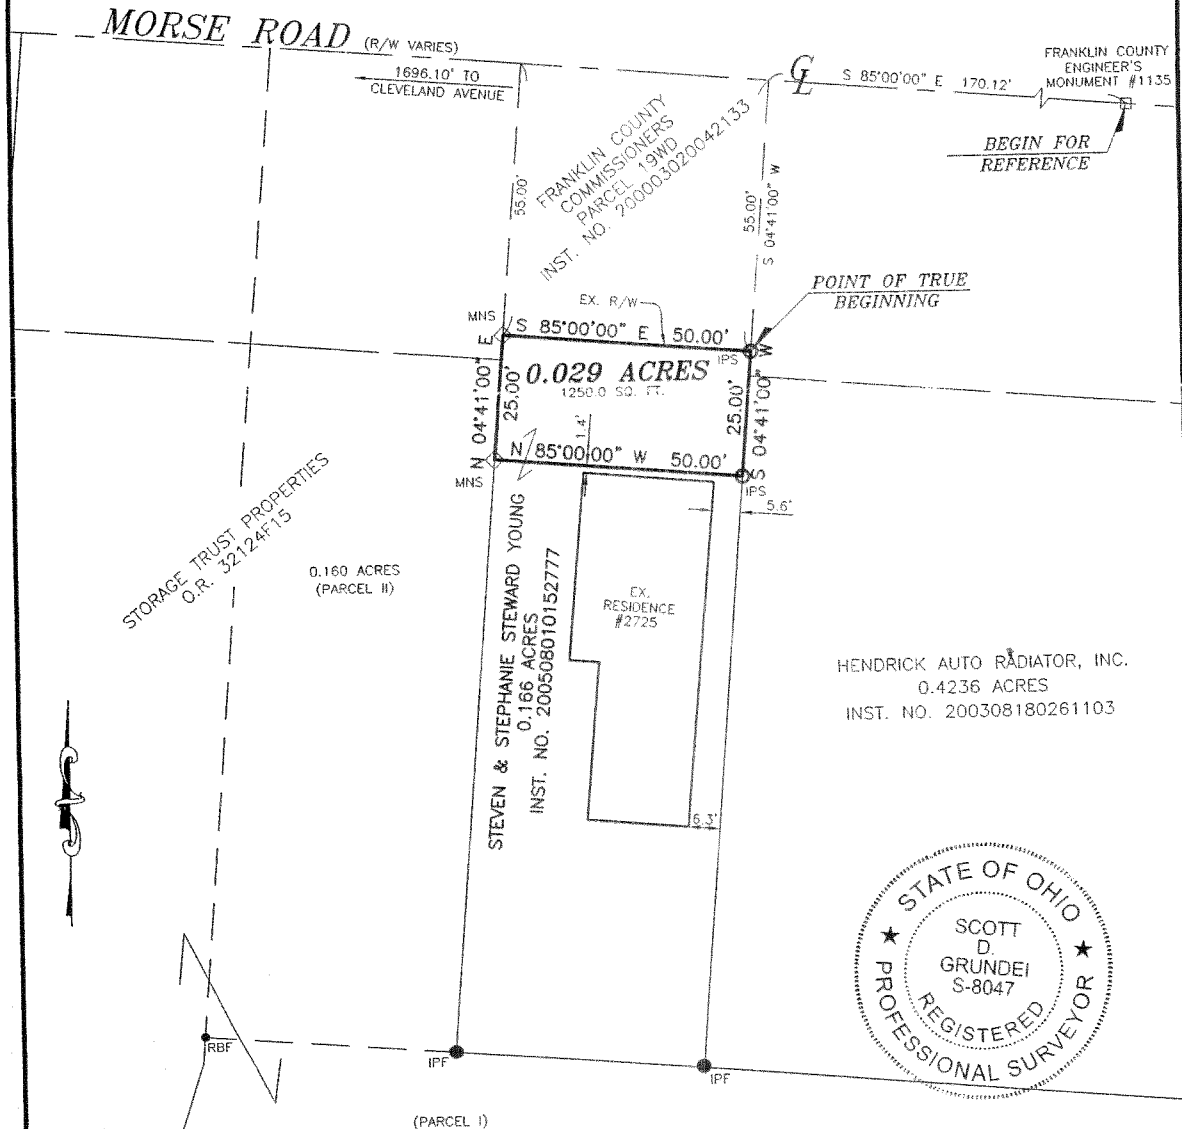 MORSE ROAD (R/W VARIES)
1696.10' TO
CLEVELAND AVENUE
S 85°00'00" E 170.12'
FRANKLIN COUNTY
ENGINEER'S
MONUMENT #1135
BEGIN FOR
REFERENCE
FRANKLIN COUNTY
COMMISSIONERS
PARCEL 19WD
INST. NO. 200003020042133
55.00'
55.00'
S 04°41'00" W
POINT OF TRUE
BEGINNING
EX. R/W
MNS
S 85°00'00" E 50.00'
IPS
0.029 ACRES
1250.0 SQ. FT.
N 04°41'00" E
25.00'
25.00'
S 04°41'00" W
1.4'
N 85°00'00" W 50.00'
MNS
IPS
5.6'
STORAGE TRUST PROPERTIES
O.R. 32124F15
0.160 ACRES
(PARCEL II)
STEVEN & STEPHANIE STEWARD YOUNG
0.166 ACRES
INST. NO. 200508010152777
EX.
RESIDENCE
#2725
HENDRICK AUTO RADIATOR, INC.
0.4236 ACRES
INST. NO. 200308180261103
6.3'
STATE OF OHIO
SCOTT
D.
GRUNDEI
S-8047
REGISTERED
PROFESSIONAL SURVEYOR
RBF
IPF
IPF
(PARCEL I)